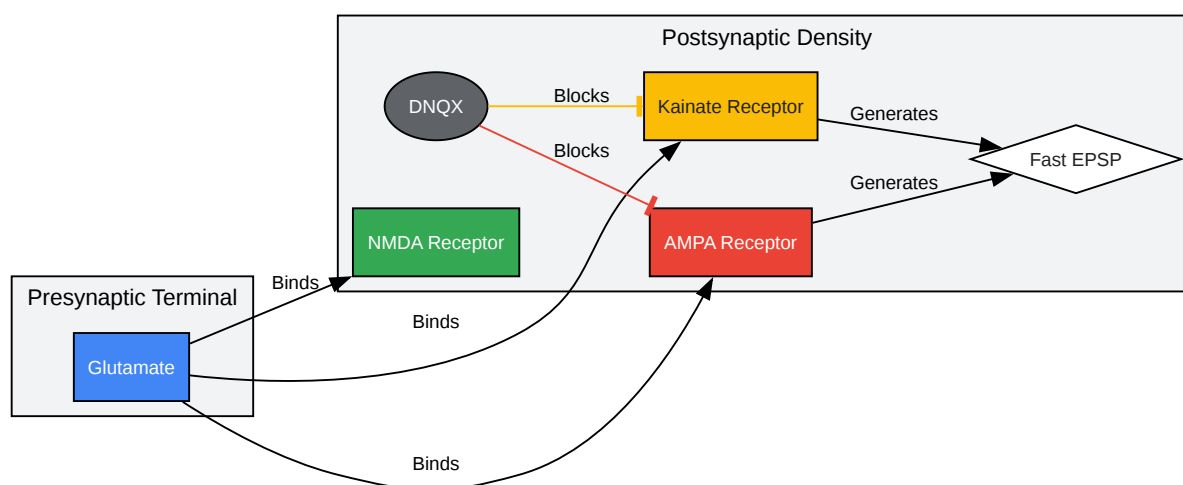 Postsynaptic Density
DNQX
Blocks
Kainate Receptor
Generates
Blocks
Fast EPSP
Generates
NMDA Receptor
AMPA Receptor
Binds
Presynaptic Terminal
Binds
Glutamate
Binds